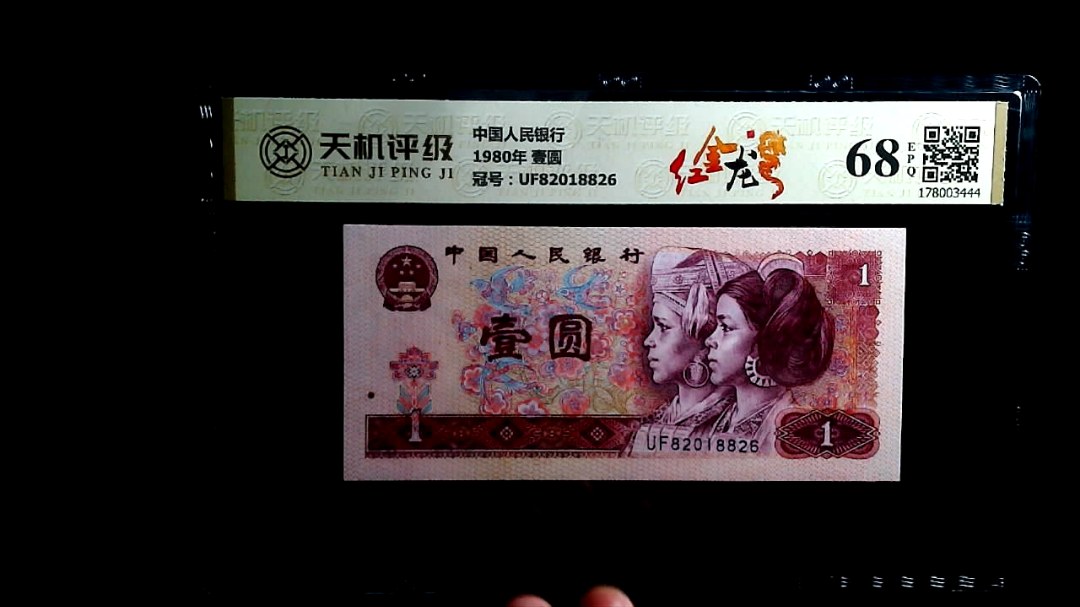 天机评级
TIAN JI PING JI
中国人民银行
1980年 壹圆
冠号：UF82018826
红金龙
68
EPQ
178003444
中国人民银行
1
壹圆
1
UF82018826
1